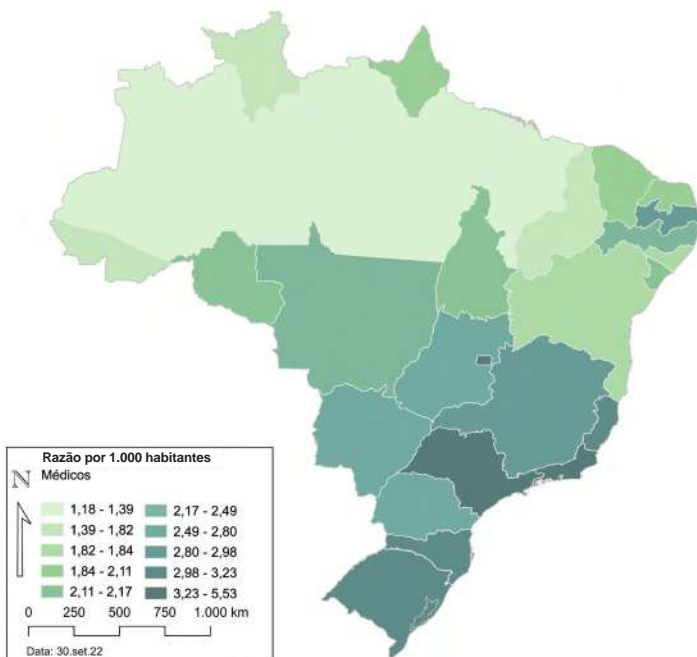 Razão por 1.000 habitantes
N Médicos
1,18 - 1,39
1,39 - 1,82
1,82 - 1,84
1,84 - 2,11
2,11 - 2,17
2,17 - 2,49
2,49 - 2,80
2,80 - 2,98
2,98 - 3,23
3,23 - 5,53
0 250 500 750 1.000 km
Data: 30.set.22